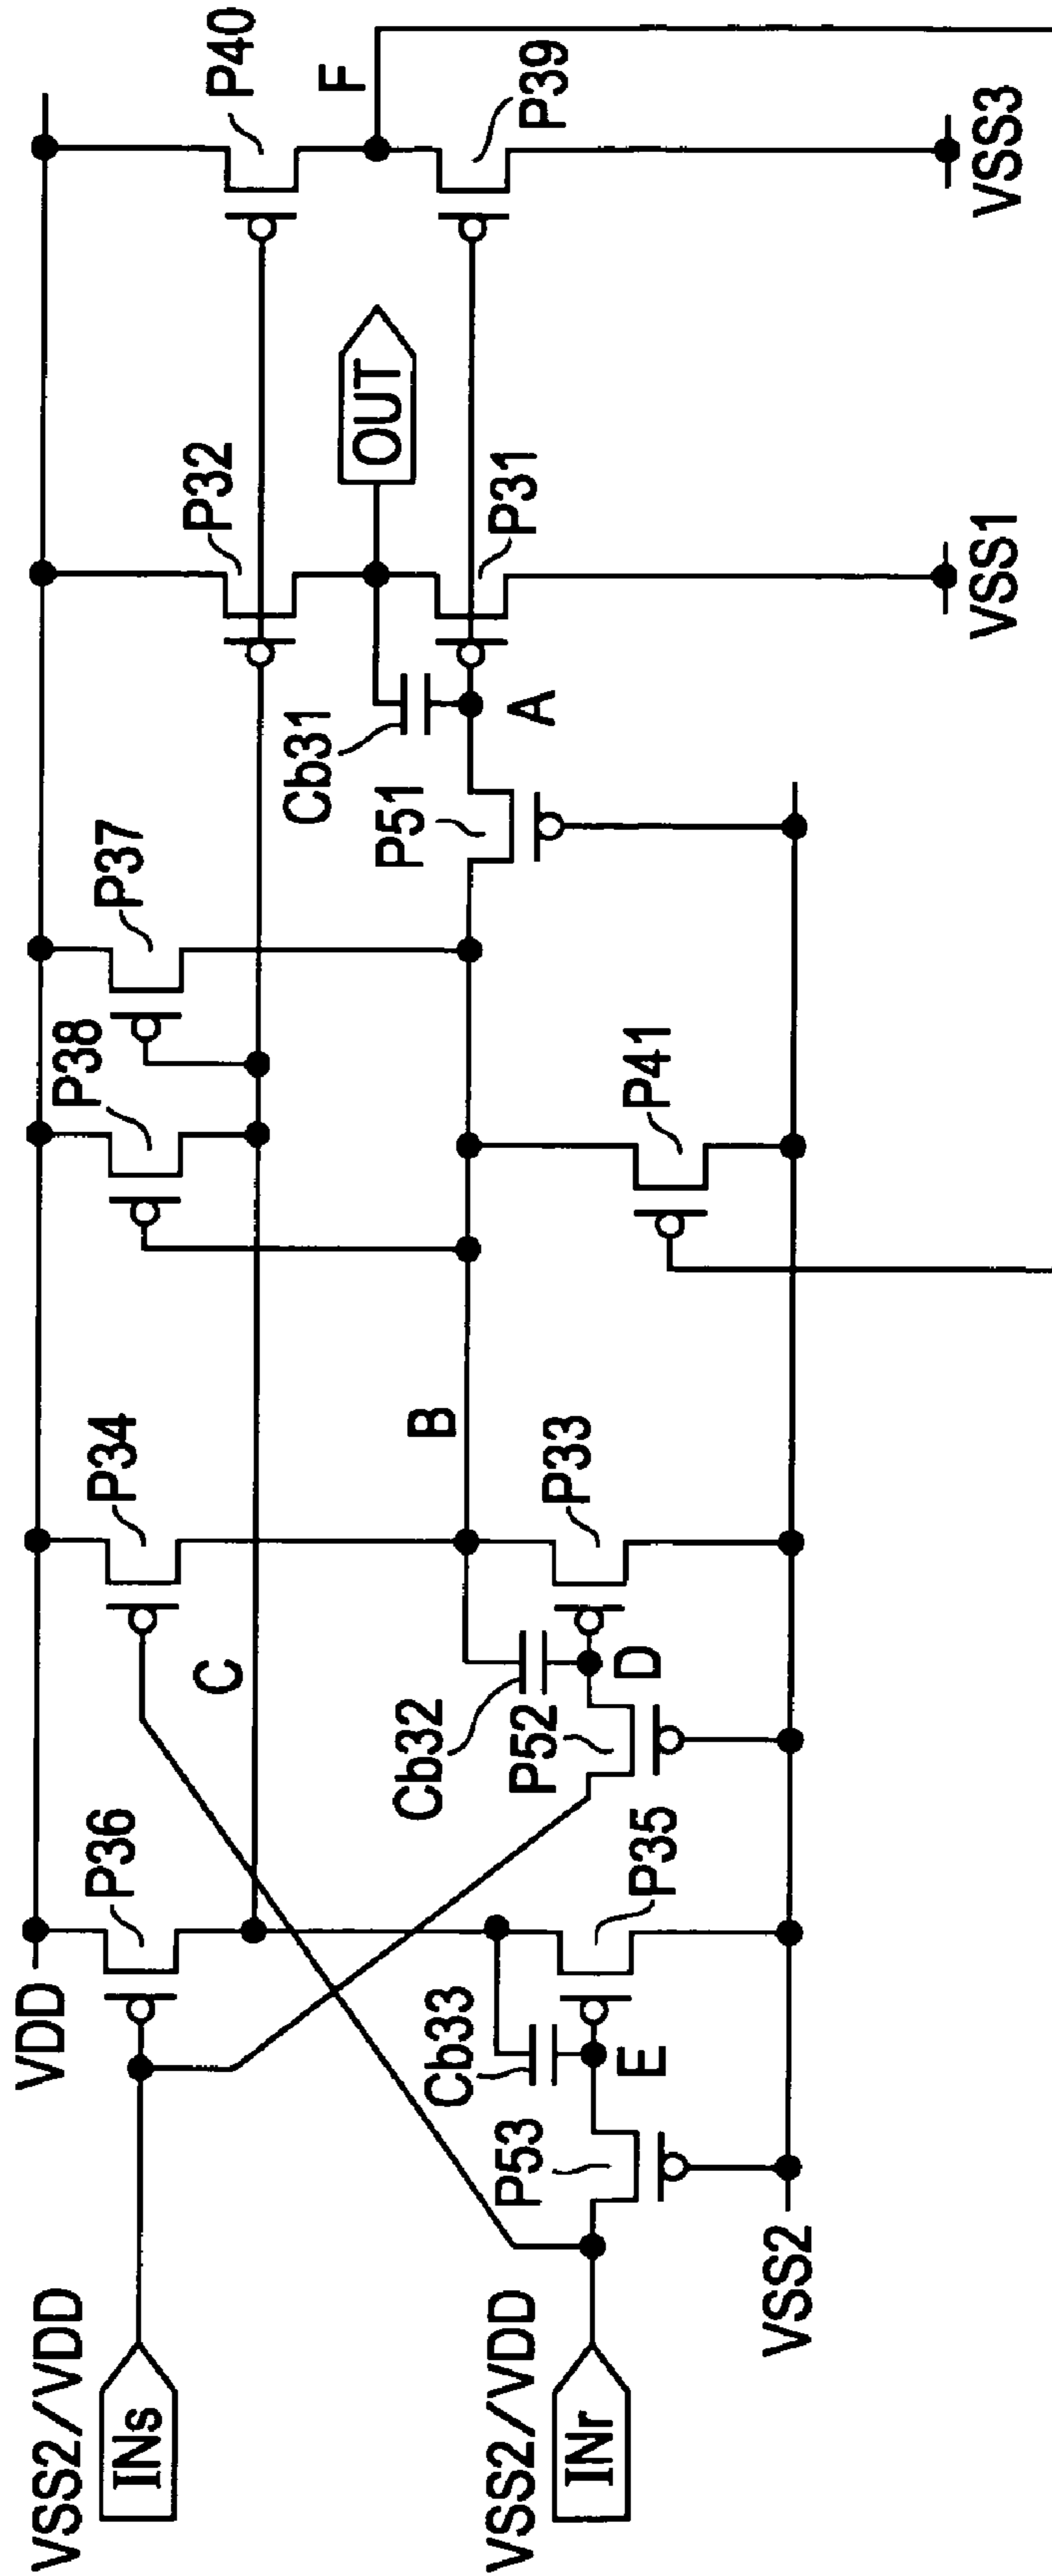 VSS2/VDD
INs
VSS2/VDD
INr
VSS2
VDD
P36
P53
Cb33
E
P35
C
P34
Cb32
P52
D
B
P33
P38
P37
P41
P51
Cb31
A
P32
OUT
P31
VSS1
P40
F
P39
VSS3